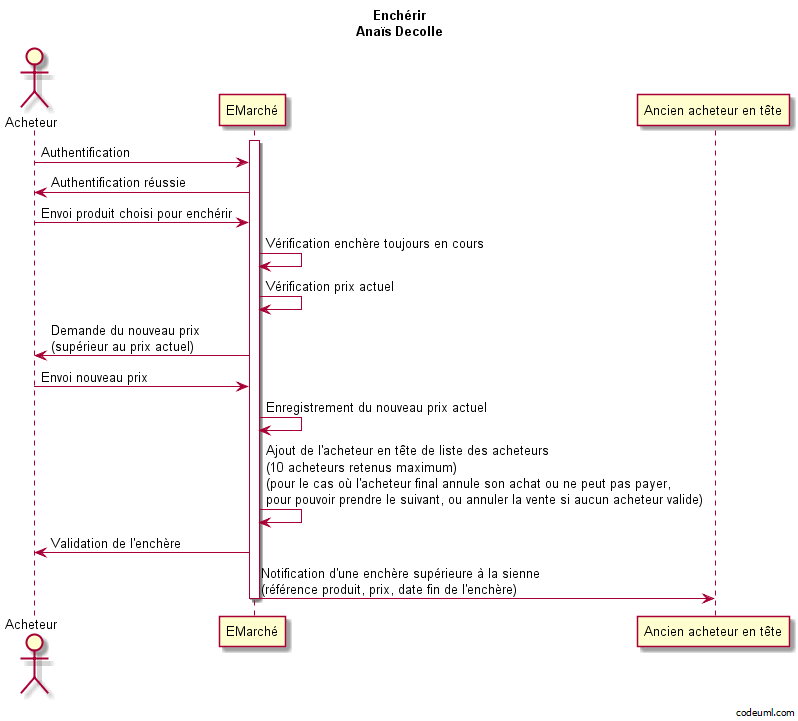 Enchérir
Anaïs Decolle
Acheteur
EMarché
Ancien acheteur en tête
Authentification
Authentification réussie
Envoi produit choisi pour enchérir
Vérification enchère toujours en cours
Vérification prix actuel
Demande du nouveau prix
(supérieur au prix actuel)
Envoi nouveau prix
Enregistrement du nouveau prix actuel
Ajout de l'acheteur en tête de liste des acheteurs
(10 acheteurs retenus maximum)
(pour le cas où l'acheteur final annule son achat ou ne peut pas payer,
pour pouvoir prendre le suivant, ou annuler la vente si aucun acheteur valide)
Validation de l'enchère
Notification d'une enchère supérieure à la sienne
(référence produit, prix, date fin de l'enchère)
Acheteur
EMarché
Ancien acheteur en tête
codeuml.com